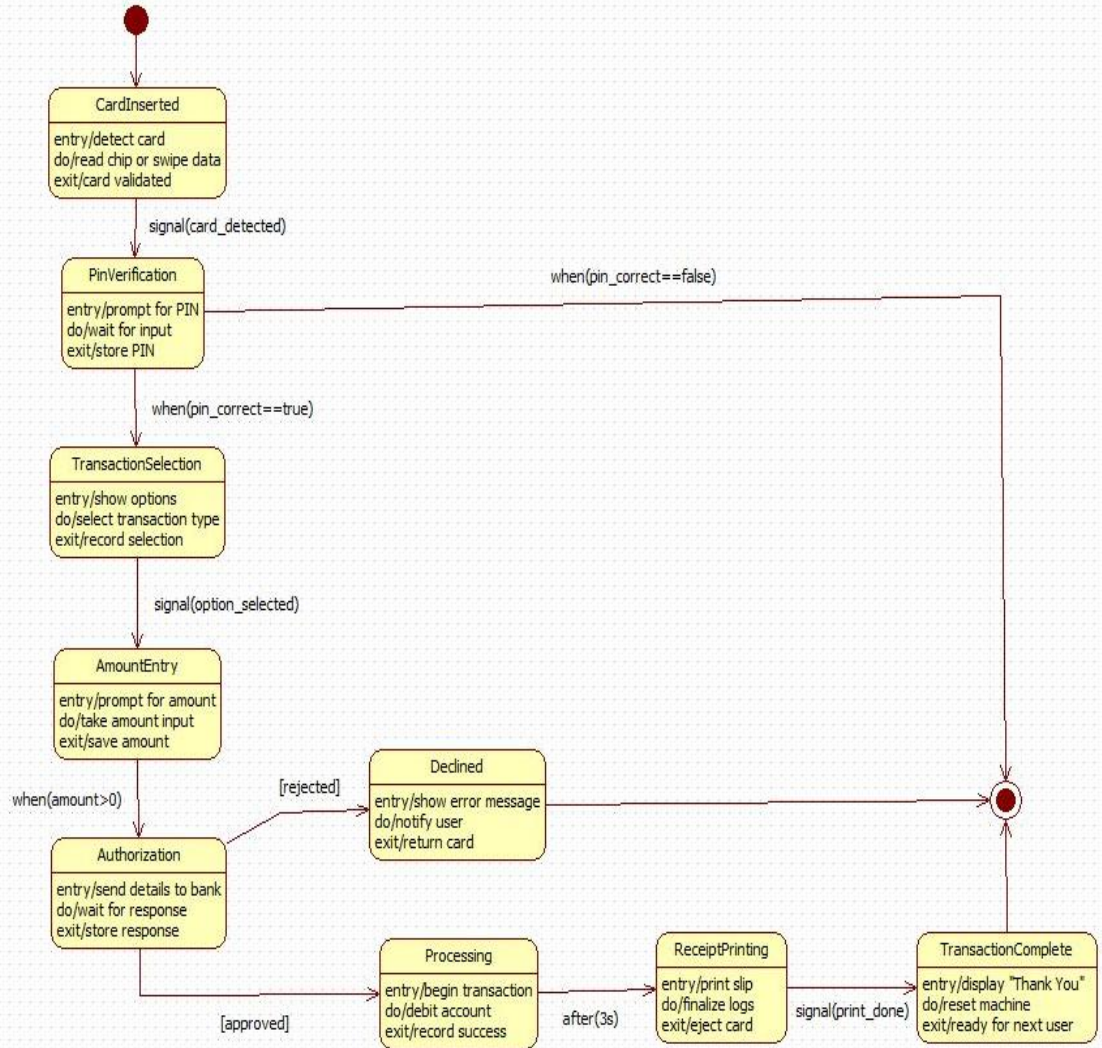 CardInserted
entry/detect card
do/read chip or swipe data
exit/card validated
signal(card_detected)
PinVerification
entry/prompt for PIN
do/wait for input
exit/store PIN
when(pin_correct==false)
when(pin_correct==true)
TransactionSelection
entry/show options
do/select transaction type
exit/record selection
signal(option_selected)
AmountEntry
entry/prompt for amount
do/take amount input
exit/save amount
when(amount>0)
[rejected]
Declined
entry/show error message
do/notify user
exit/return card
Authorization
entry/send details to bank
do/wait for response
exit/store response
[approved]
Processing
entry/begin transaction
do/debit account
exit/record success
after(3s)
ReceiptPrinting
entry/print slip
do/finalize logs
exit/eject card
signal(print_done)
TransactionComplete
entry/display "Thank You"
do/reset machine
exit/ready for next user